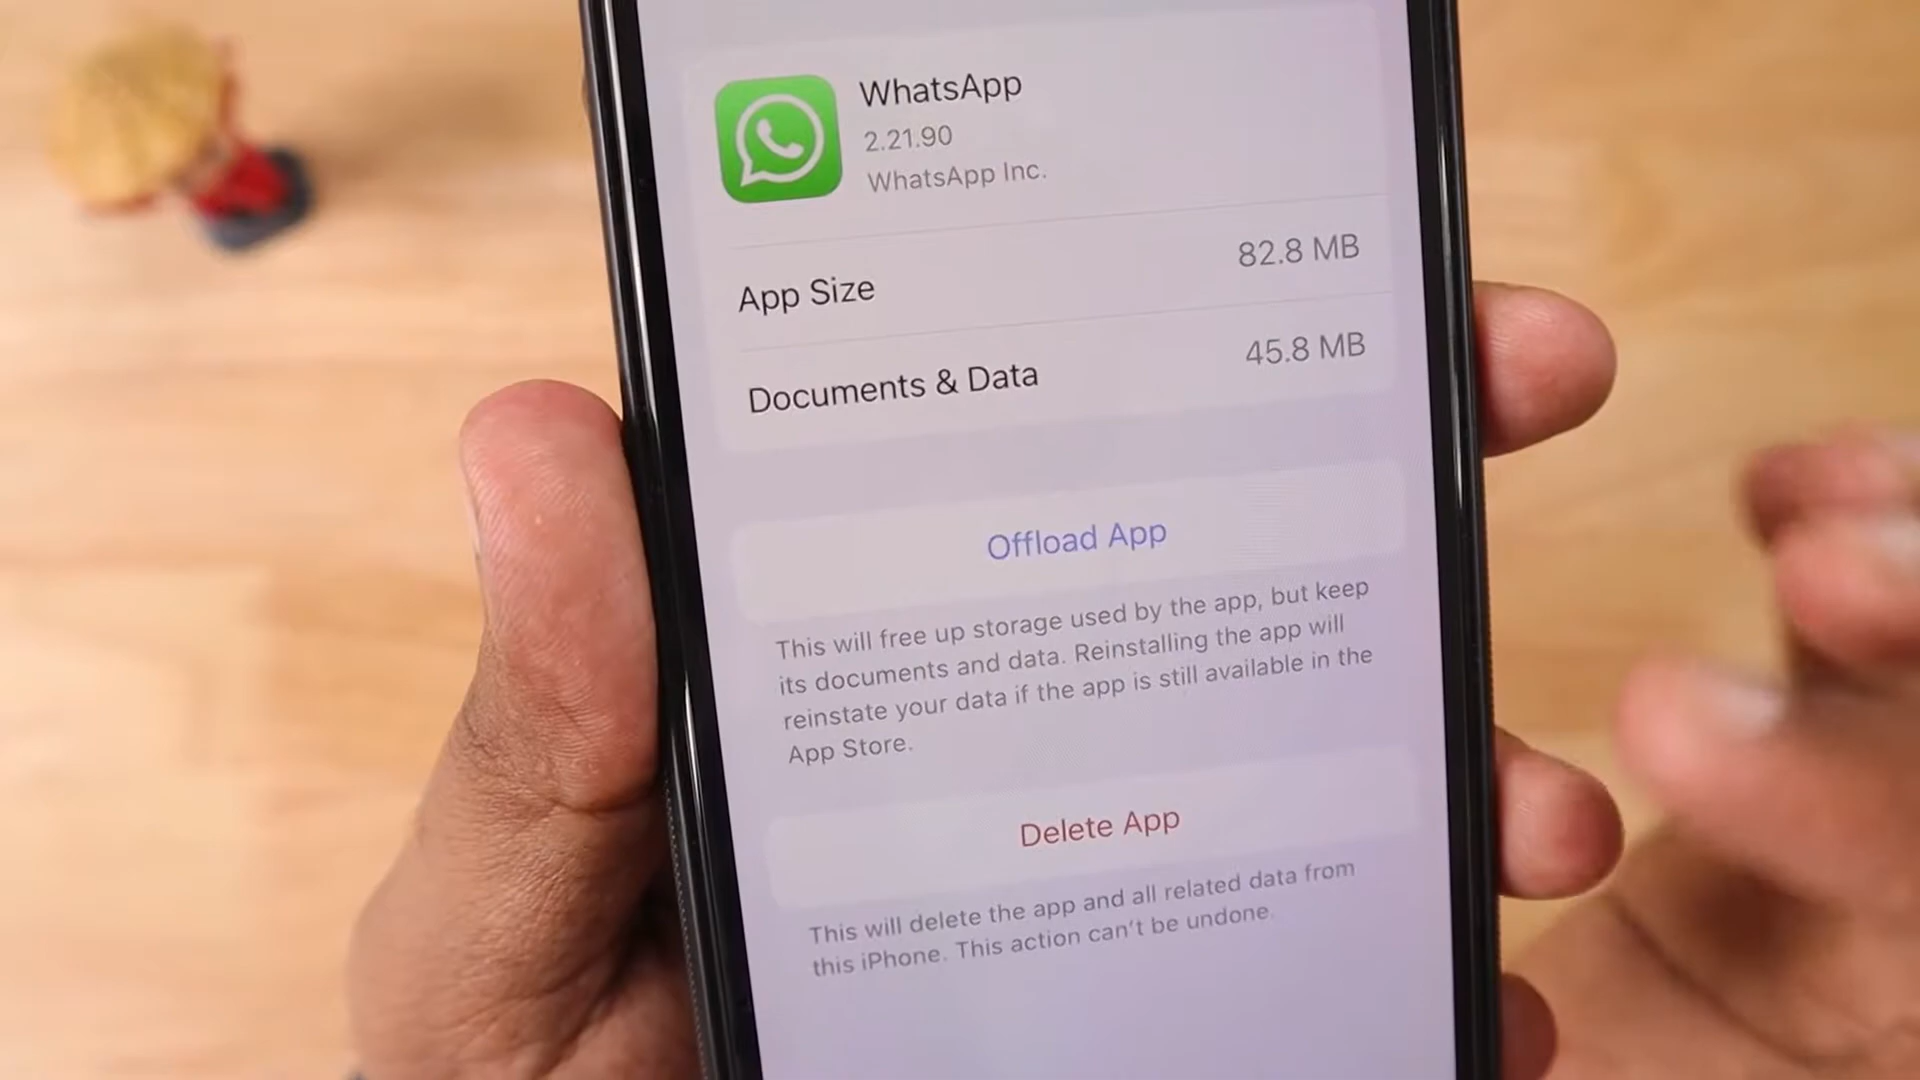 WhatsApp
2.21.90
WhatsApp Inc.
App Size 82.8 MB
Documents & Data 45.8 MB
Offload App
This will free up storage used by the app, but keep
its documents and data. Reinstalling the app will
reinstate your data if the app is still available in the
App Store.
Delete App
This will delete the app and all related data from
this iPhone. This action can't be undone.